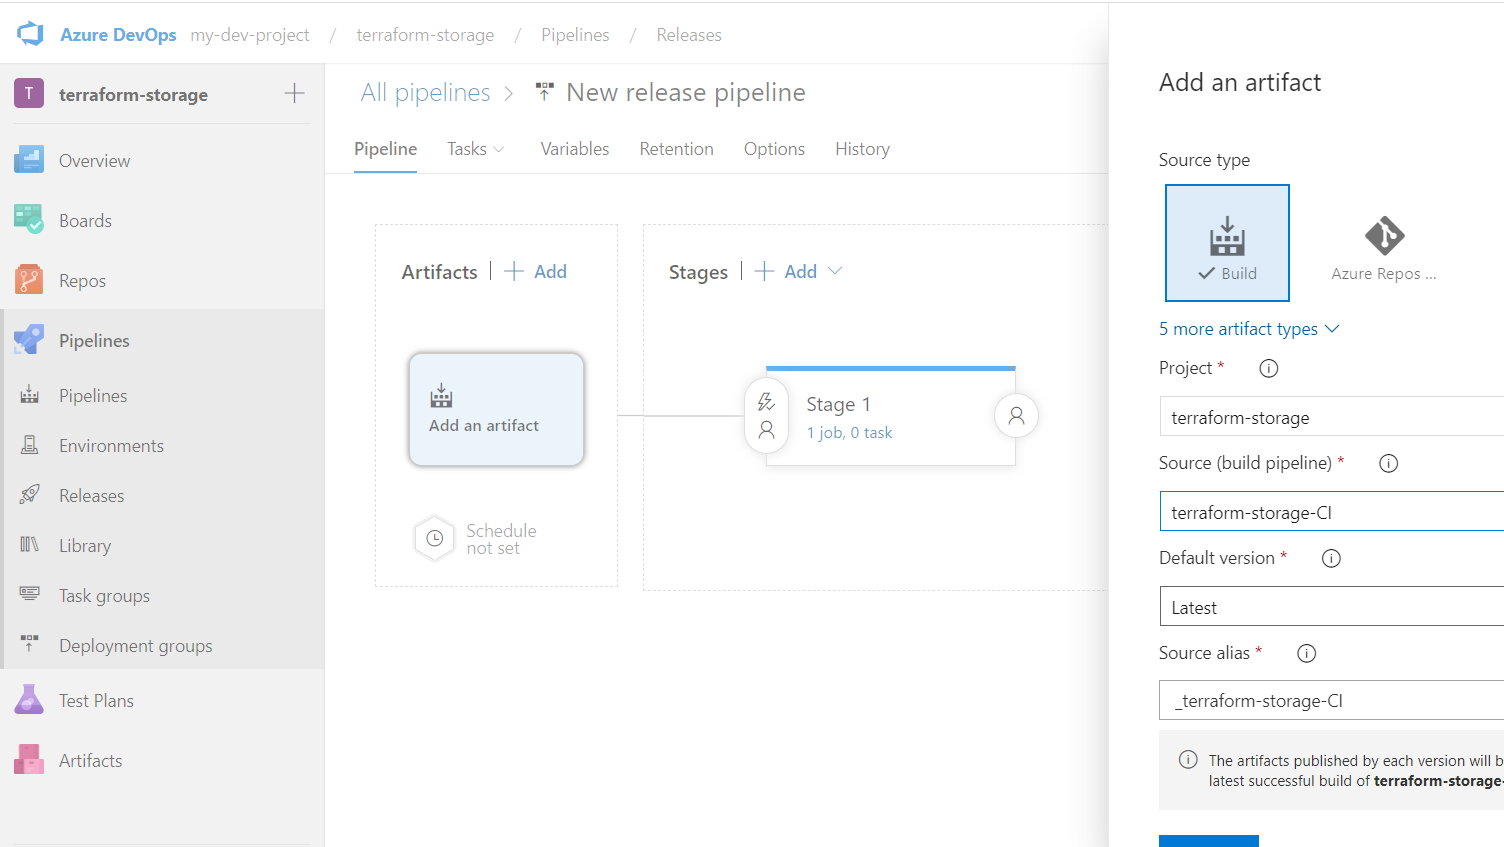 Azure DevOps my-dev-project / terraform-storage / Pipelines / Releases
T terraform-storage
Overview
Boards
Repos
Pipelines
Pipelines
Environments
Releases
Library
Task groups
Deployment groups
Test Plans
Artifacts
All pipelines > New release pipeline
Pipeline Tasks Variables Retention Options History
Artifacts | + Add
Add an artifact
Schedule
not set
Stages | + Add
Stage 1
1 job, 0 task
Add an artifact
Source type
Build
Azure Repos ...
5 more artifact types
Project *
terraform-storage
Source (build pipeline) *
terraform-storage-CI
Default version *
Latest
Source alias *
_terraform-storage-CI
The artifacts published by each version will b
latest successful build of terraform-storage-